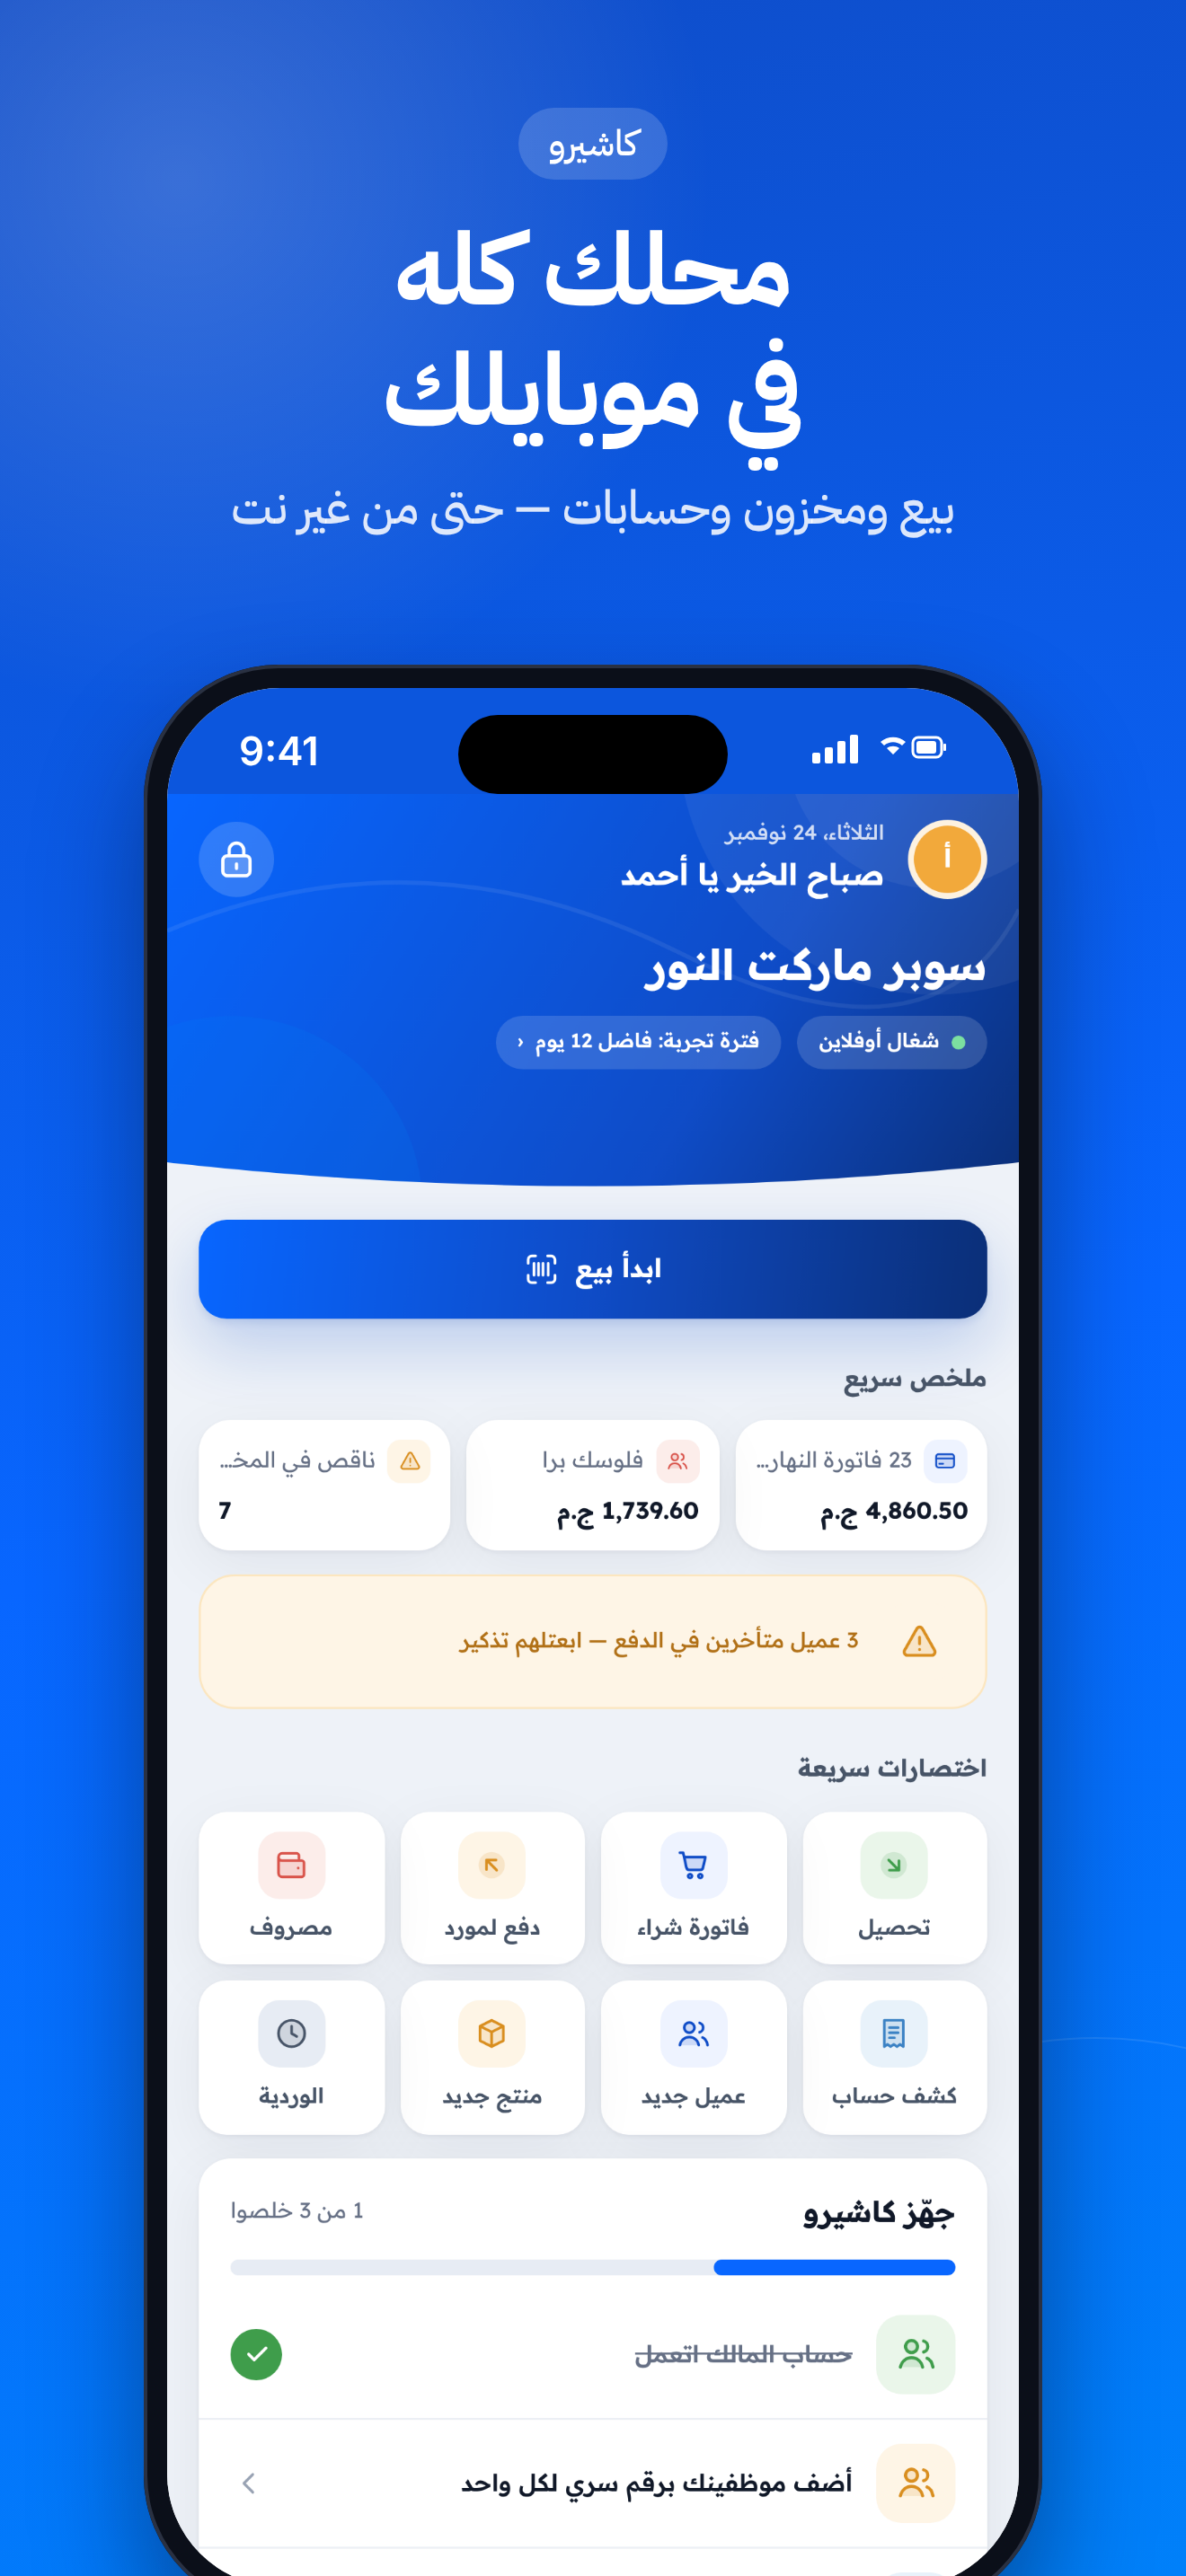 كاشيرو
محلك كله
في موبايلك
بيع ومخزون وحسابات — حتى من غير نت
9:41
الثلاثاء، 24 نوفمبر
صباح الخير يا أحمد
أ
سوبر ماركت النور
شغال أوفلاين
فترة تجربة: فاضل 12 يوم ‹
ابدأ بيع
ملخص سريع
23 فاتورة النهار...
4,860.50 ج.م
فلوسك برا
1,739.60 ج.م
ناقص في المخ...
7
3 عميل متأخرين في الدفع — ابعتلهم تذكير
اختصارات سريعة
تحصيل
فاتورة شراء
دفع لمورد
مصروف
كشف حساب
عميل جديد
منتج جديد
الوردية
جهّز كاشيرو
1 من 3 خلصوا
حساب المالك اتعمل
أضف موظفينك برقم سري لكل واحد